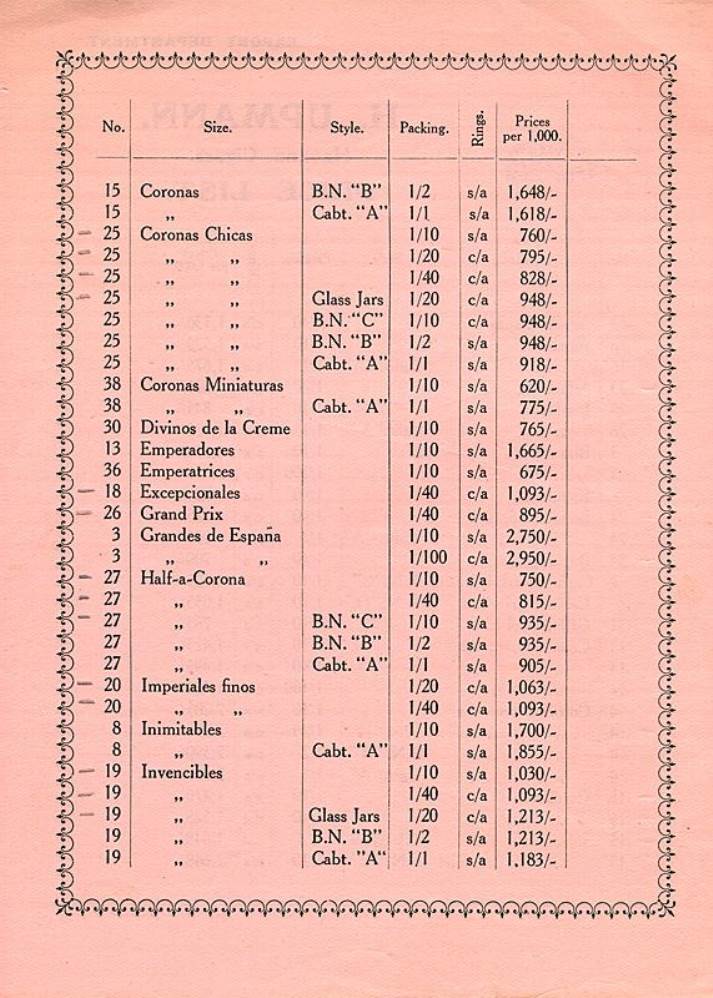 No. Size. Style. Packing. Rings. Prices per 1,000.
15 Coronas B.N. “B” 1/2 s/a 1,648/-
15 „ Cabt. “A” 1/1 s/a 1,618/-
25 Coronas Chicas 1/10 s/a 760/-
25 „ „ 1/20 c/a 795/-
25 „ „ 1/40 c/a 828/-
25 „ „ Glass Jars 1/20 c/a 948/-
25 „ „ B.N. “C” 1/10 c/a 948/-
25 „ „ B.N. “B” 1/2 s/a 948/-
25 „ „ Cabt. “A” 1/1 s/a 918/-
38 Coronas Miniaturas 1/10 s/a 620/-
38 „ „ Cabt. “A” 1/1 s/a 775/-
30 Divinos de la Creme 1/10 s/a 765/-
13 Emperadores 1/10 s/a 1,665/-
36 Emperatrices 1/10 s/a 675/-
18 Excepcionales 1/40 c/a 1,093/-
26 Grand Prix 1/40 c/a 895/-
3 Grandes de España 1/10 s/a 2,750/-
3 „ „ 1/100 c/a 2,950/-
27 Half-a-Corona 1/10 s/a 750/-
27 „ 1/40 c/a 815/-
27 „ B.N. “C” 1/10 s/a 935/-
27 „ B.N. “B” 1/2 s/a 935/-
27 „ Cabt. “A” 1/1 s/a 905/-
20 Imperiales finos 1/20 c/a 1,063/-
20 „ „ 1/40 c/a 1,093/-
8 Inimitables 1/10 s/a 1,700/-
8 „ Cabt. “A” 1/1 s/a 1,855/-
19 Invencibles 1/10 s/a 1,030/-
19 „ 1/40 c/a 1,093/-
19 „ Glass Jars 1/20 c/a 1,213/-
19 „ B.N. “B” 1/2 s/a 1,213/-
19 „ Cabt. “A” 1/1 s/a 1,183/-